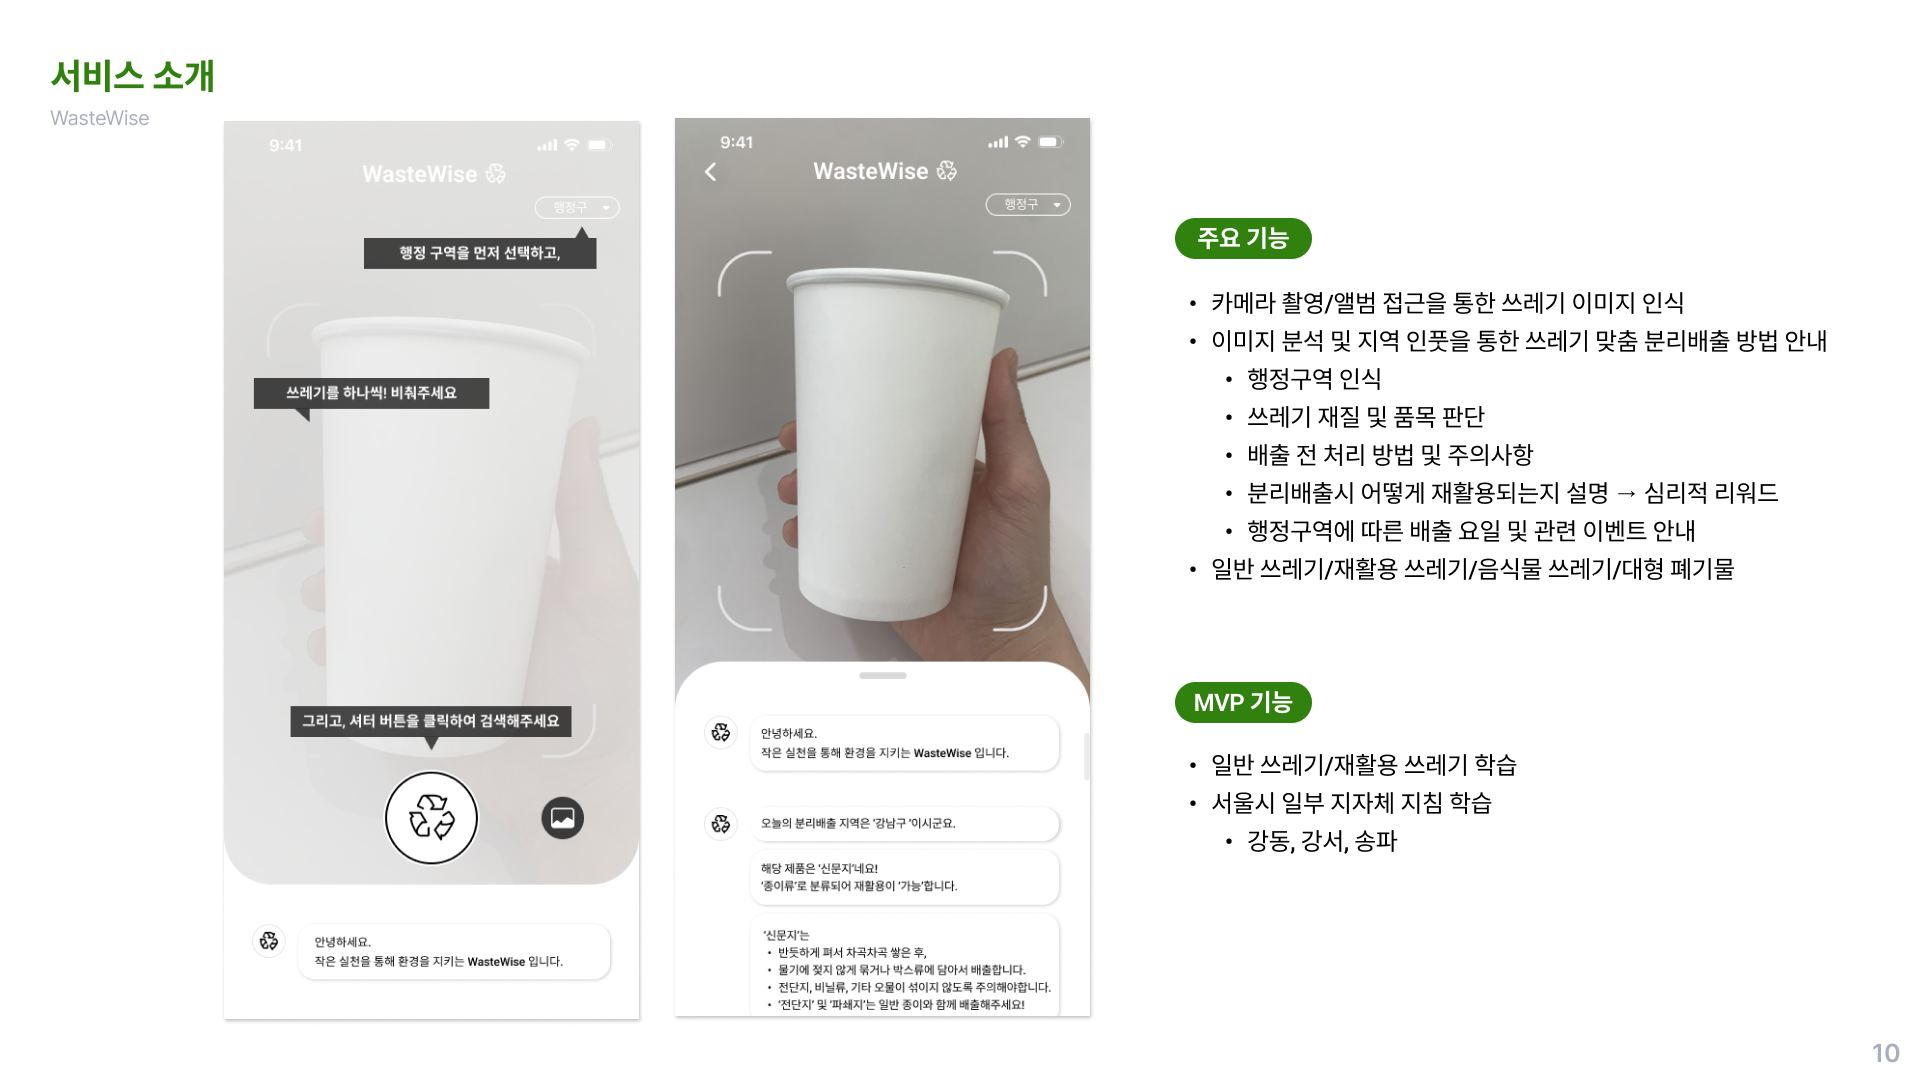 서비스 소개
WasteWise
9:41
WasteWise
행정구
행정 구역을 먼저 선택하고,
쓰레기를 하나씩! 비춰주세요
그리고, 셔터 버튼을 클릭하여 검색해주세요
안녕하세요.
작은 실천을 통해 환경을 지키는 WasteWise 입니다.
9:41
WasteWise
행정구
안녕하세요.
작은 실천을 통해 환경을 지키는 WasteWise 입니다.
오늘의 분리배출 지역은 '강남구 '이시군요.
해당 제품은 '신문지'네요!
'종이류'로 분류되어 재활용이 '가능'합니다.
'신문지'는
• 반듯하게 펴서 차곡차곡 쌓은 후,
• 물기에 젖지 않게 묶거나 박스류에 담아서 배출합니다.
• 전단지, 비닐류, 기타 오물이 섞이지 않도록 주의해야합니다.
• '전단지' 및 '파쇄지'는 일반 종이와 함께 배출해주세요!
주요 기능
• 카메라 촬영/앨범 접근을 통한 쓰레기 이미지 인식
• 이미지 분석 및 지역 인풋을 통한 쓰레기 맞춤 분리배출 방법 안내
• 행정구역 인식
• 쓰레기 재질 및 품목 판단
• 배출 전 처리 방법 및 주의사항
• 분리배출시 어떻게 재활용되는지 설명 → 심리적 리워드
• 행정구역에 따른 배출 요일 및 관련 이벤트 안내
• 일반 쓰레기/재활용 쓰레기/음식물 쓰레기/대형 폐기물
MVP 기능
• 일반 쓰레기/재활용 쓰레기 학습
• 서울시 일부 지자체 지침 학습
• 강동, 강서, 송파
10